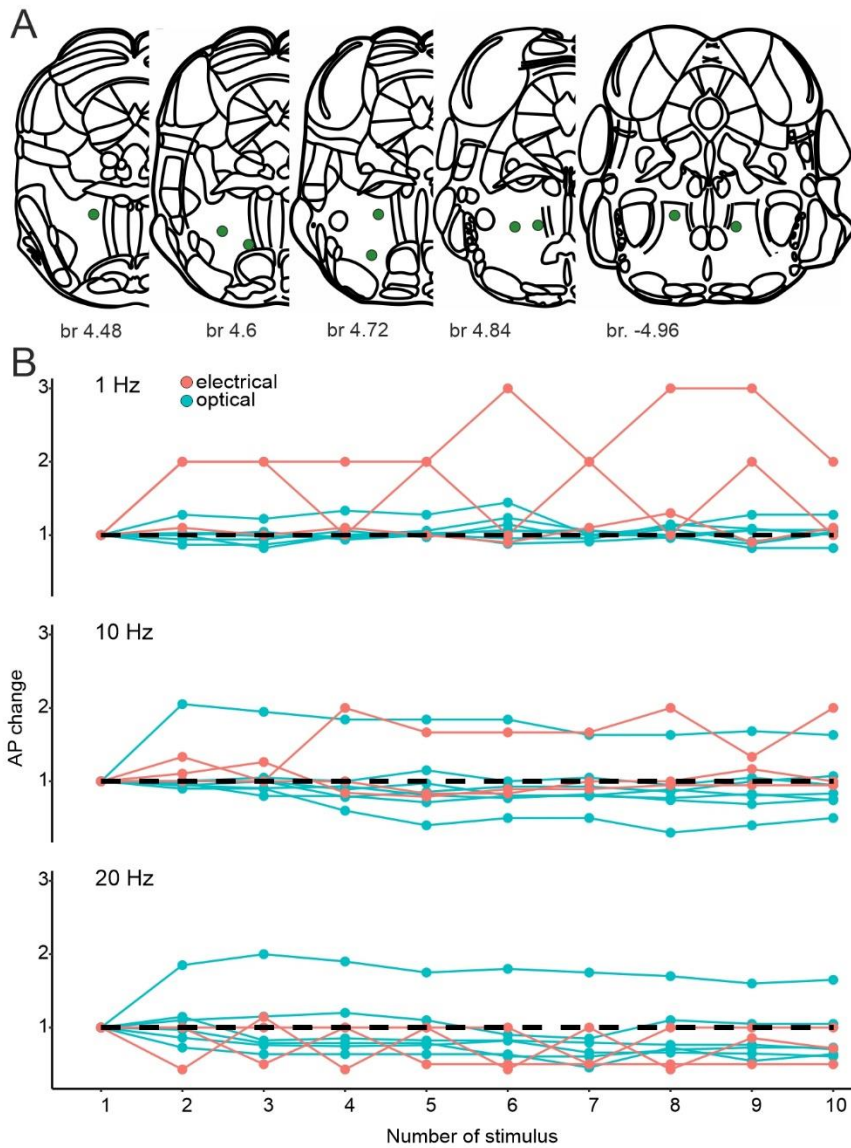 A
br 4.48 br 4.6 br 4.72 br 4.84 br. -4.96
B
1 Hz
electrical
optical
3
2
1
10 Hz
3
2
1
AP change
20 Hz
3
2
1
1 2 3 4 5 6 7 8 9 10
Number of stimulus